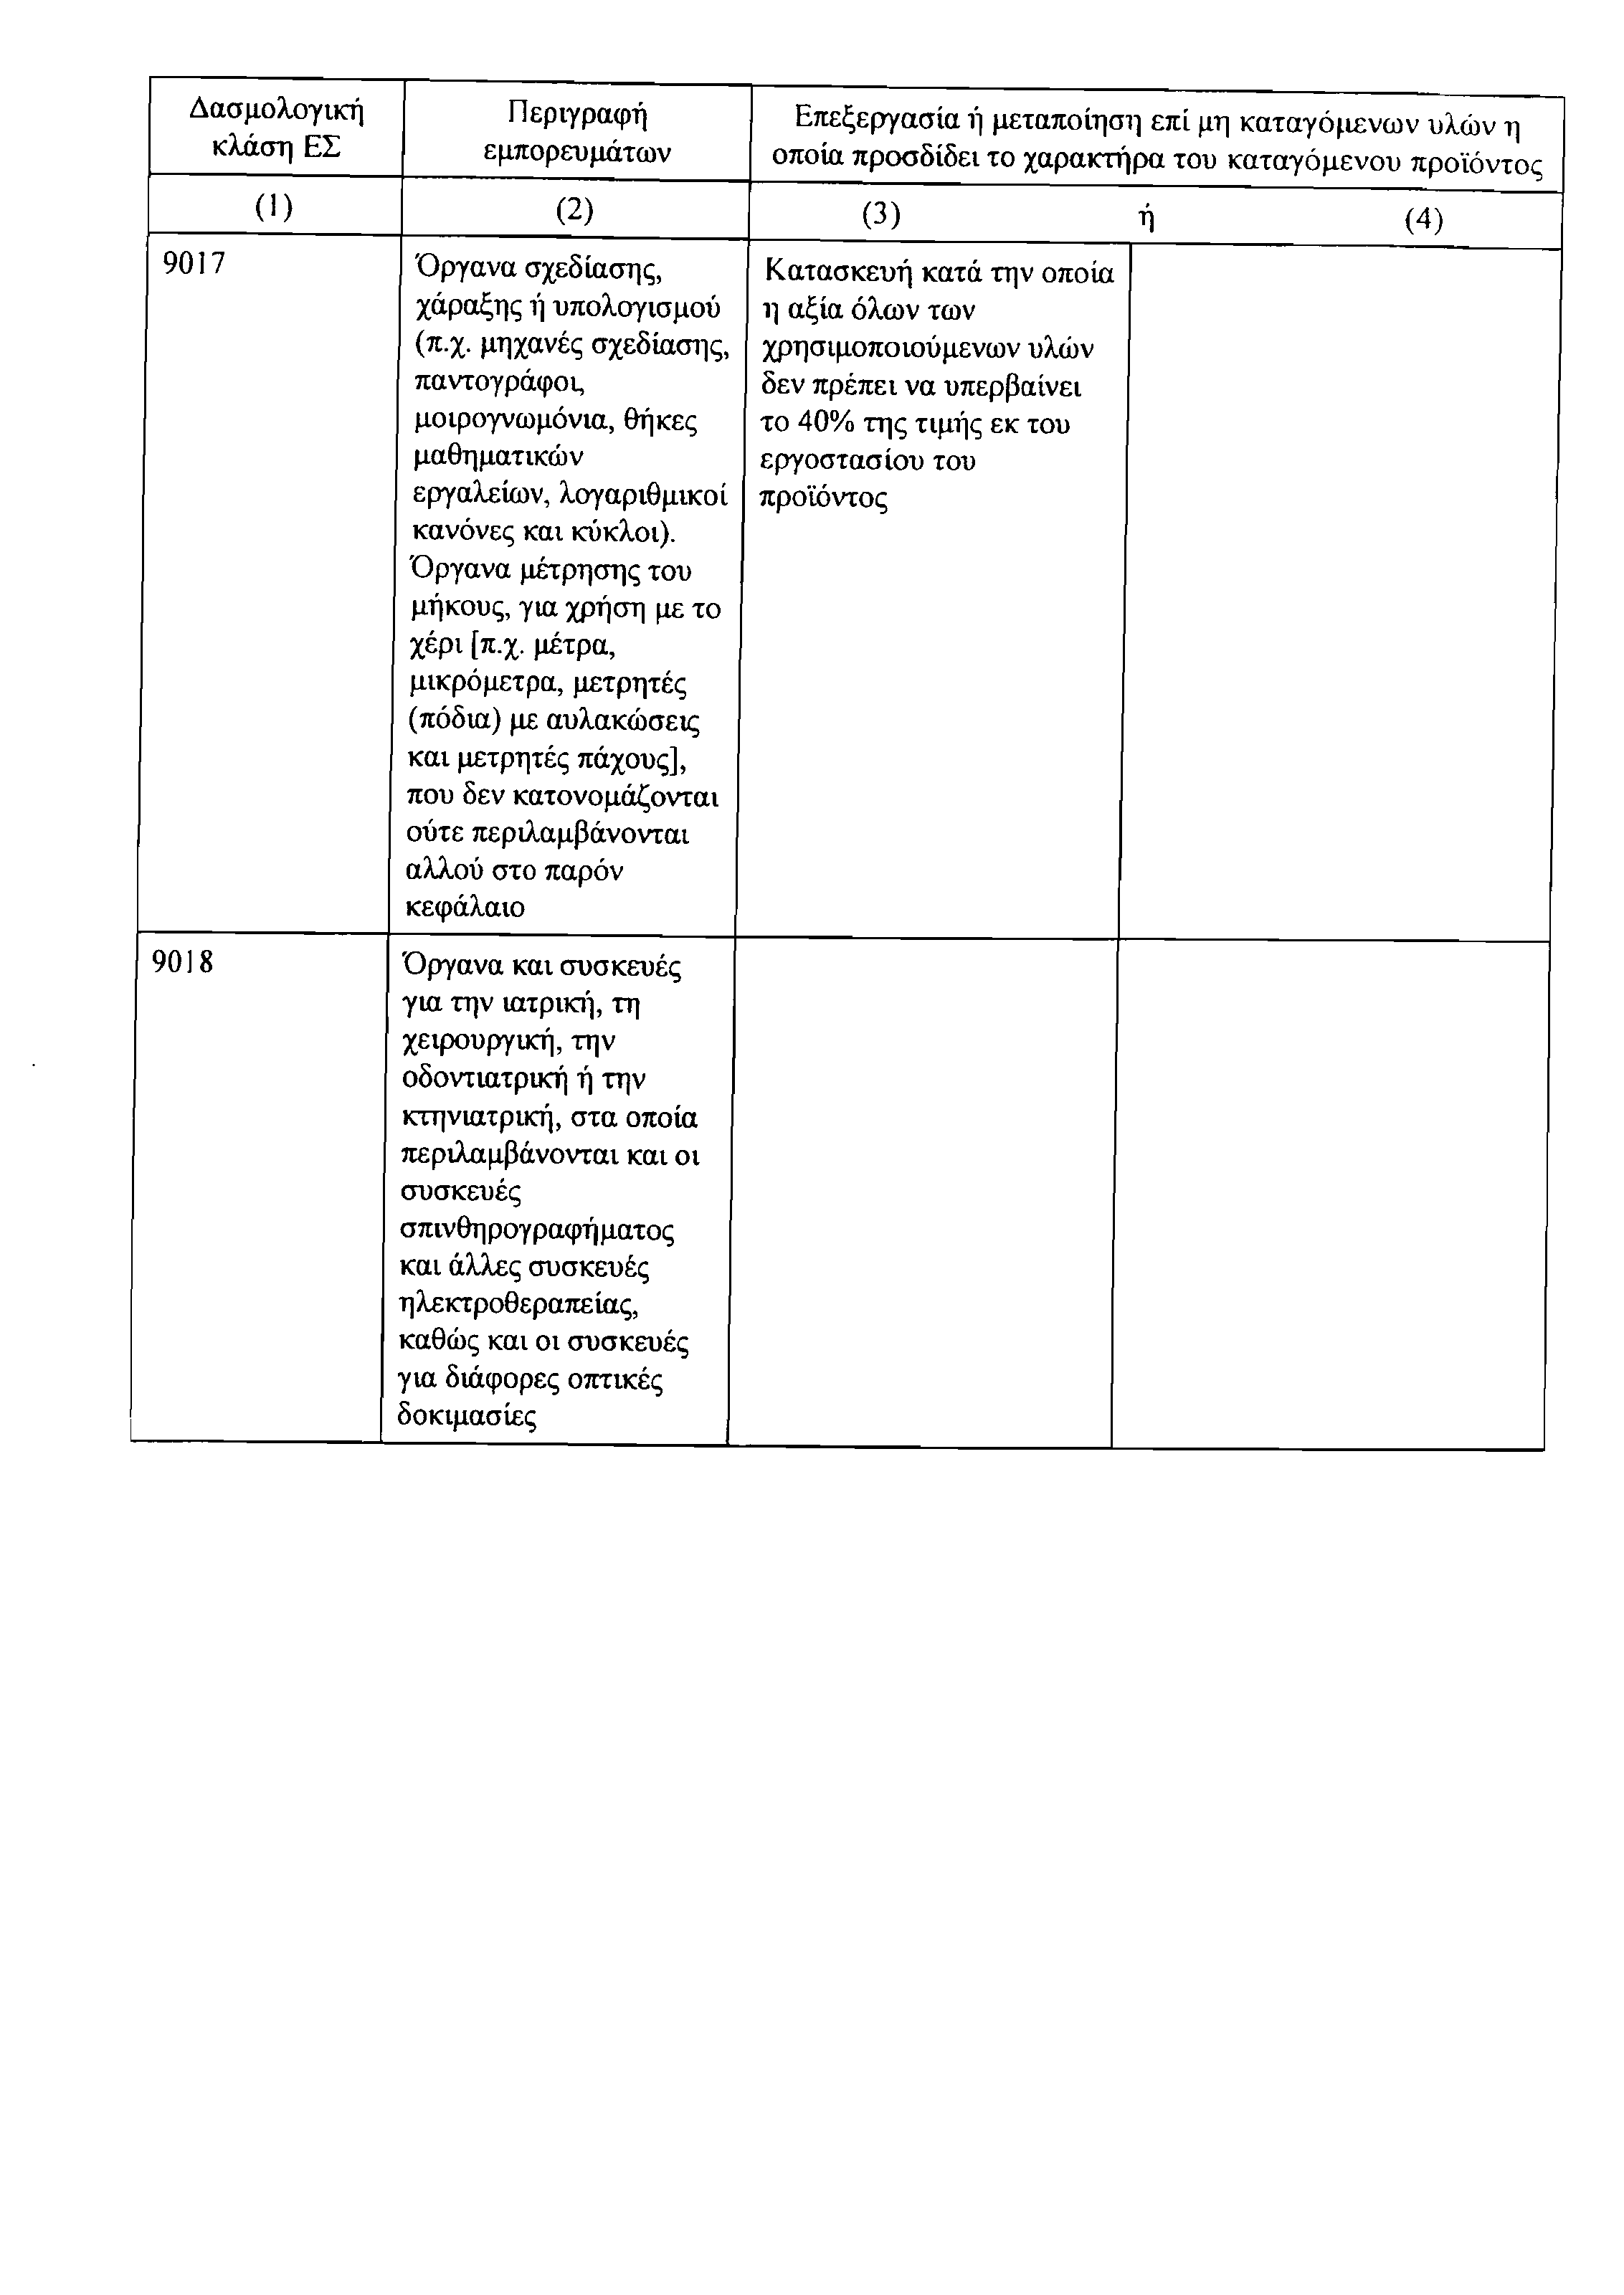 Δασμολογική
κλάση ΕΣ
Περιγραφή
εμπορευμάτων
Επεξεργασία ή μεταποίηση επί μη καταγόμενων υλών η
οποία προσδίδει το χαρακτήρα του καταγόμενου προϊόντος
(1)
(2)
(3) ή (4)
9017
Όργανα σχεδίασης,
χάραξης ή υπολογισμού
(π.χ. μηχανές σχεδίασης,
παντογράφοι,
μοιρογνωμόνια, θήκες
μαθηματικών
εργαλείων, λογαριθμικοί
κανόνες και κύκλοι).
Όργανα μέτρησης του
μήκους, για χρήση με το
χέρι [π.χ. μέτρα,
μικρόμετρα, μετρητές
(πόδια) με αυλακώσεις
και μετρητές πάχους],
που δεν κατονομάζονται
ούτε περιλαμβάνονται
αλλού στο παρόν
κεφάλαιο
Κατασκευή κατά την οποία
η αξία όλων των
χρησιμοποιούμενων υλών
δεν πρέπει να υπερβαίνει
το 40% της τιμής εκ του
εργοστασίου του
προϊόντος
9018
Όργανα και συσκευές
για την ιατρική, τη
χειρουργική, την
οδοντιατρική ή την
κτηνιατρική, στα οποία
περιλαμβάνονται και οι
συσκευές
σπινθηρογραφήματος
και άλλες συσκευές
ηλεκτροθεραπείας,
καθώς και οι συσκευές
για διάφορες οπτικές
δοκιμασίες